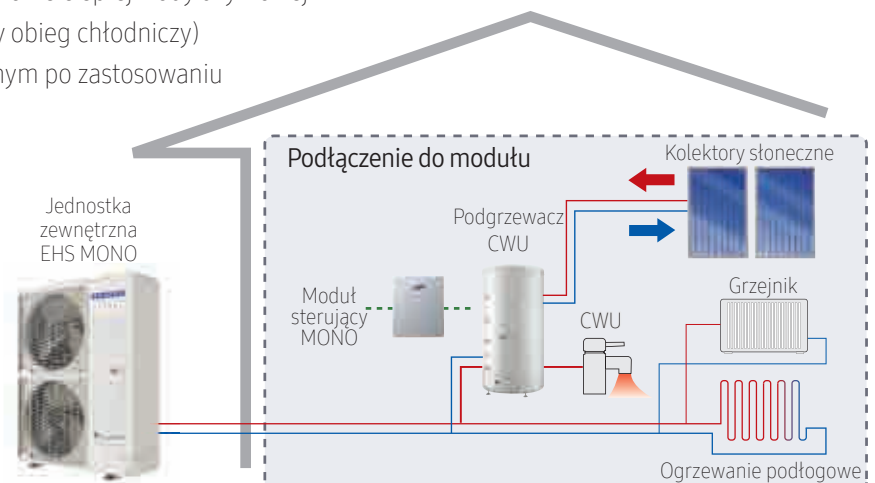 y obieg chłodniczy)
nym po zastosowaniu
Podłączenie do modułu
Kolektory słoneczne
Jednostka
zewnętrzna
EHS MONO
Podgrzewacz
CWU
Moduł
sterujący
MONO
CWU
Grzejnik
Ogrzewanie podłogowe